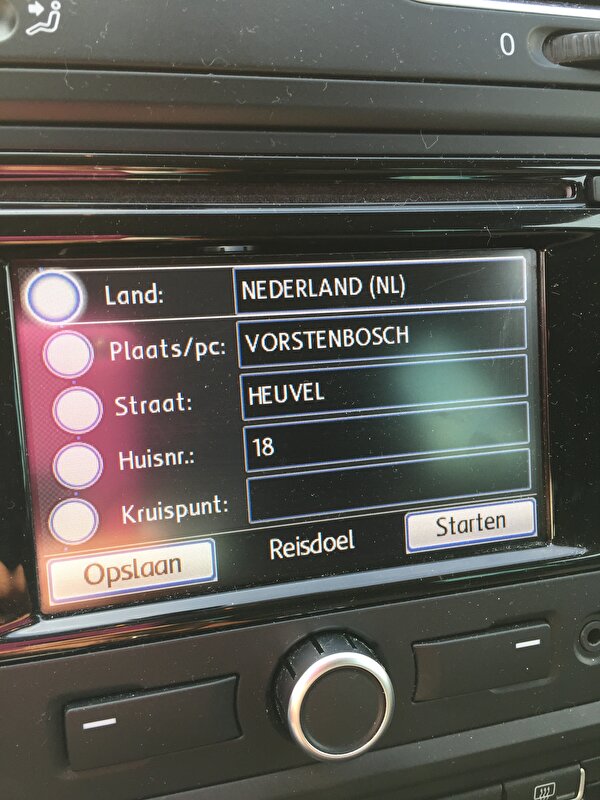 0
Land: NEDERLAND (NL)
Plaats/pc: VORSTENBOSCH
Straat: HEUVEL
Huisnr.: 18
Kruispunt:
Opslaan Reisdoel Starten